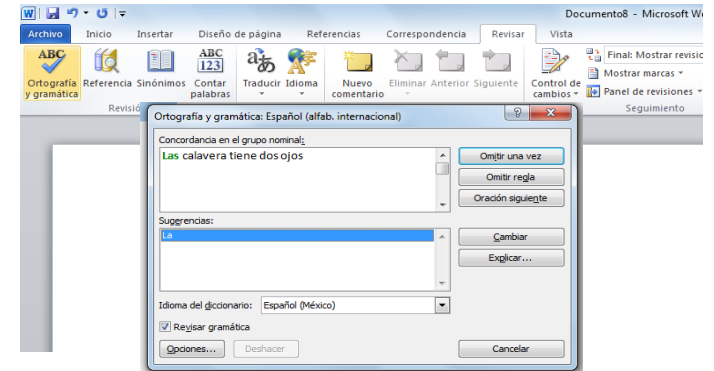 Documento8 - Microsoft We
Archivo Inicio Insertar Diseño de página Referencias Correspondencia Revisar Vista
ABC ABC 123
Ortografía y gramática Referencia Sinónimos Contar palabras Traducir Idioma Nuevo comentario Eliminar Anterior Siguiente Control de cambios
Final: Mostrar revisio
Mostrar marcas
Panel de revisiones
Revisió Seguimiento
Ortografía y gramática: Español (alfab. internacional)
Concordancia en el grupo nominal:
Las calavera tiene dos ojos
Omitir una vez
Omitir regla
Oración siguiente
Sugerencias:
La
Cambiar
Explicar...
Idioma del diccionario: Español (México)
Revisar gramática
Opciones... Deshacer Cancelar